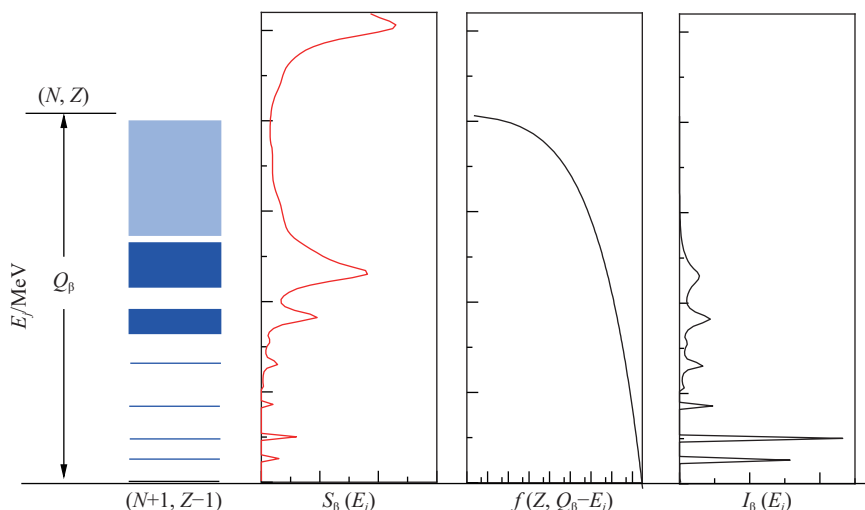 (N, Z)
Q_β
E_f/MeV
(N+1, Z−1)
S_β (E_i)
f(Z, Q_β−E_i)
I_β (E_i)